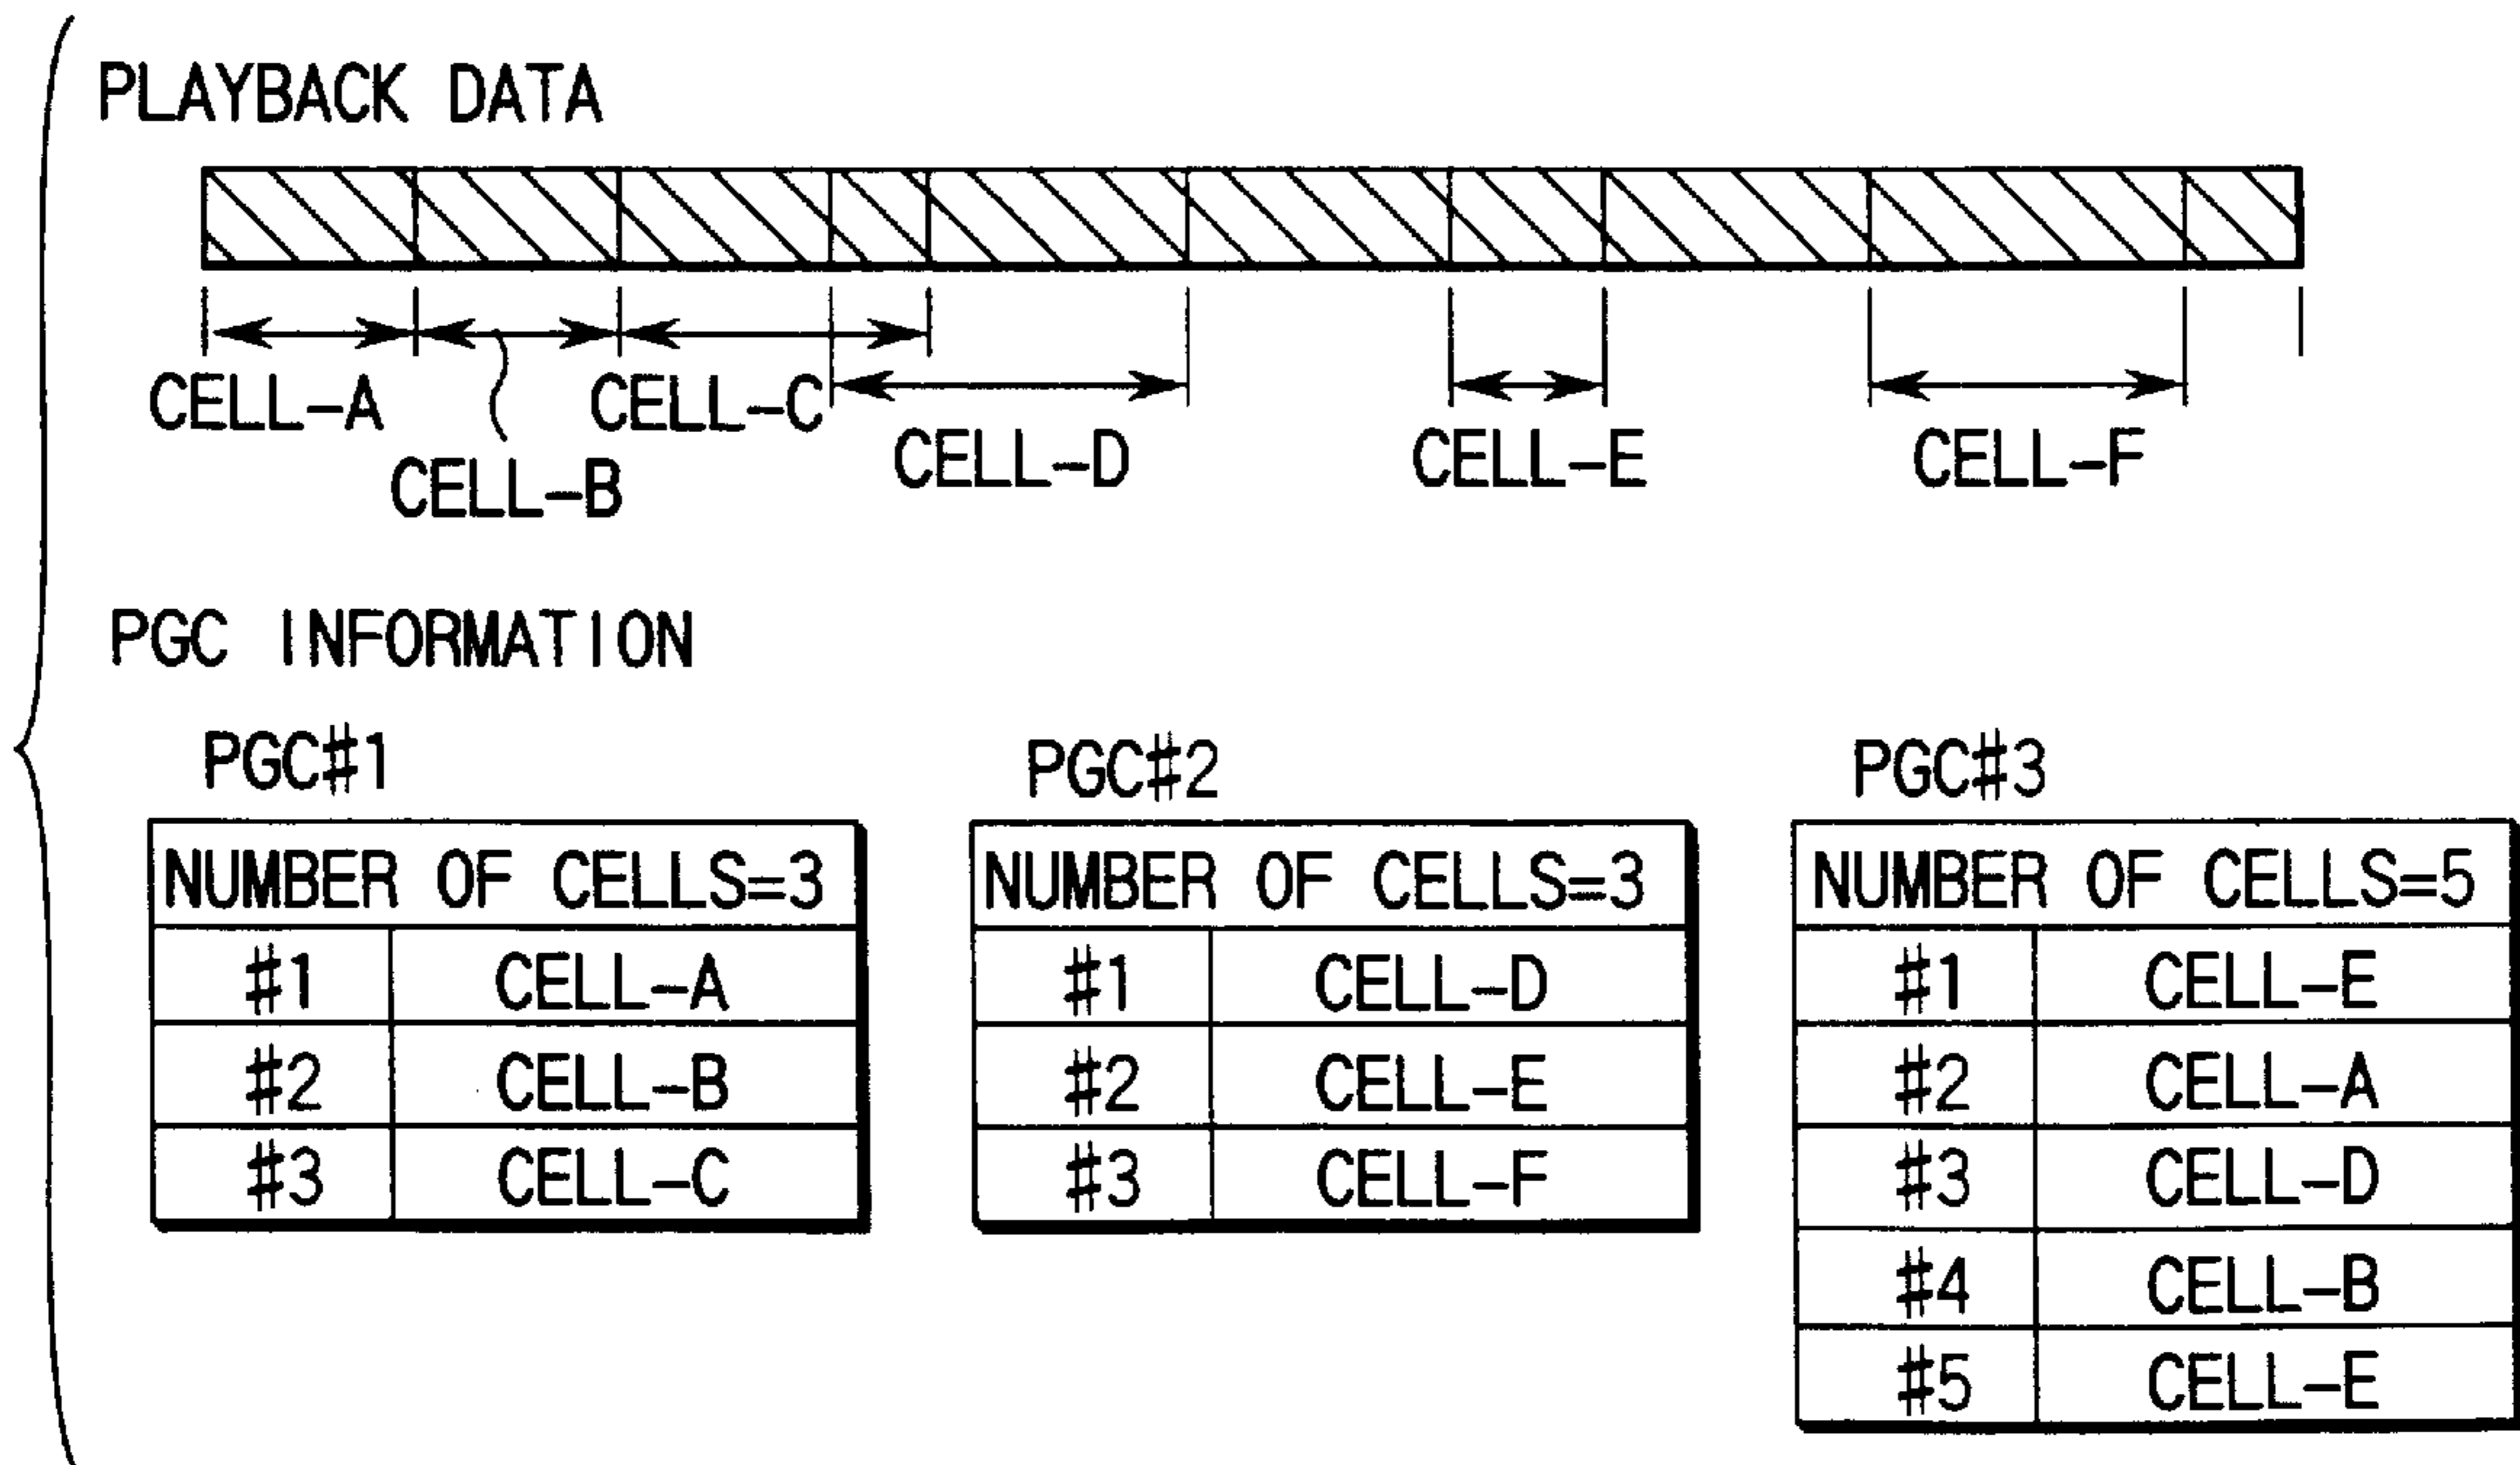 PLAYBACK DATA
CELL-A
CELL-B
CELL-C
CELL-D
CELL-E
CELL-F
PGC INFORMATION
PGC#1
NUMBER OF CELLS=3
#1 CELL-A
#2 CELL-B
#3 CELL-C
PGC#2
NUMBER OF CELLS=3
#1 CELL-D
#2 CELL-E
#3 CELL-F
PGC#3
NUMBER OF CELLS=5
#1 CELL-E
#2 CELL-A
#3 CELL-D
#4 CELL-B
#5 CELL-E